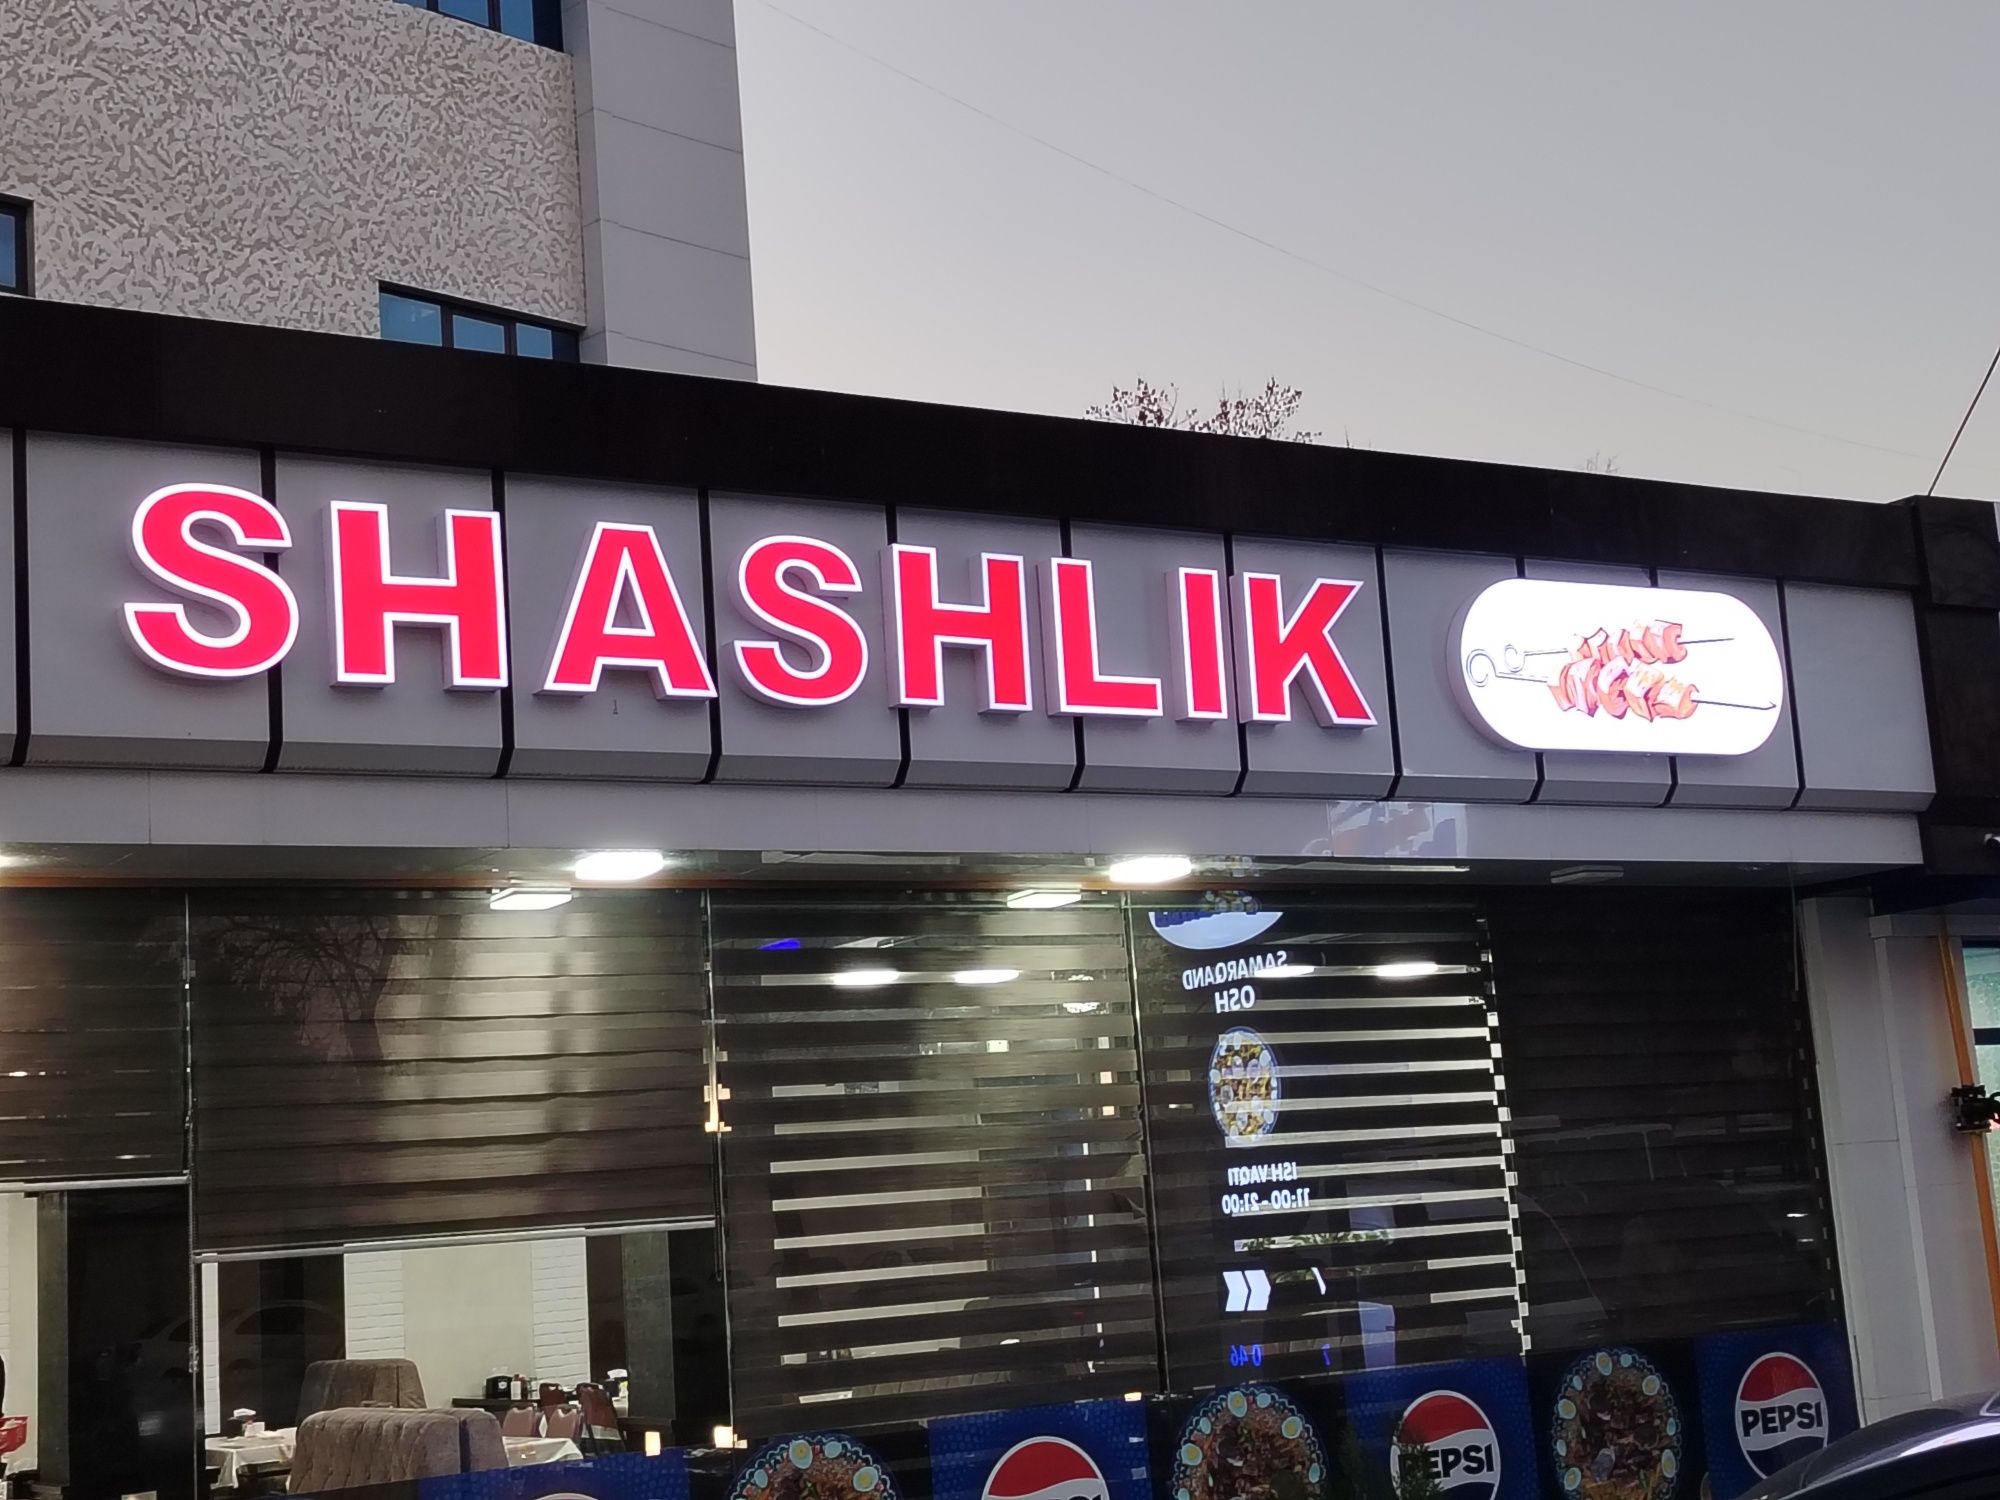 SHASHLIK
SAMARQAND
OSH
ISH VAQTI
11:00-21:00
PEPSI
PEPSI
PEPSI